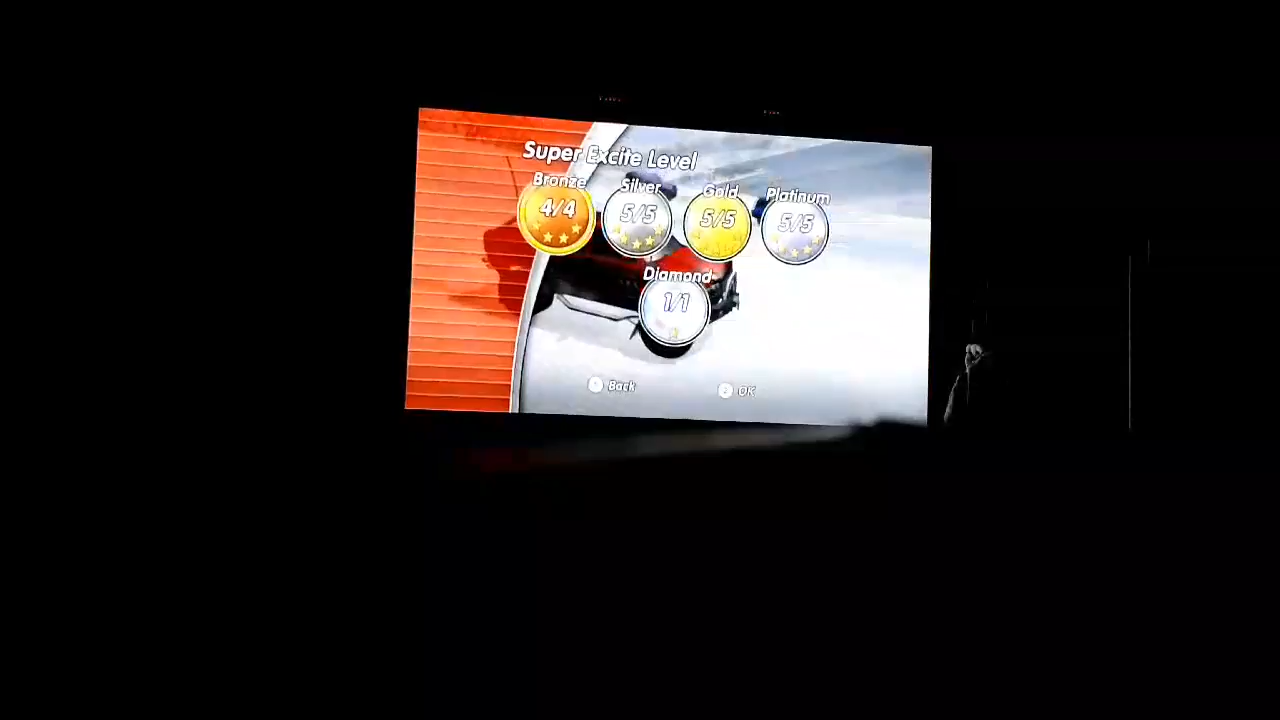 Super Excite Level
Bronze Silver Gold Platinum
4/4 5/5 5/5 5/5
Diamond
1/1
Back OK